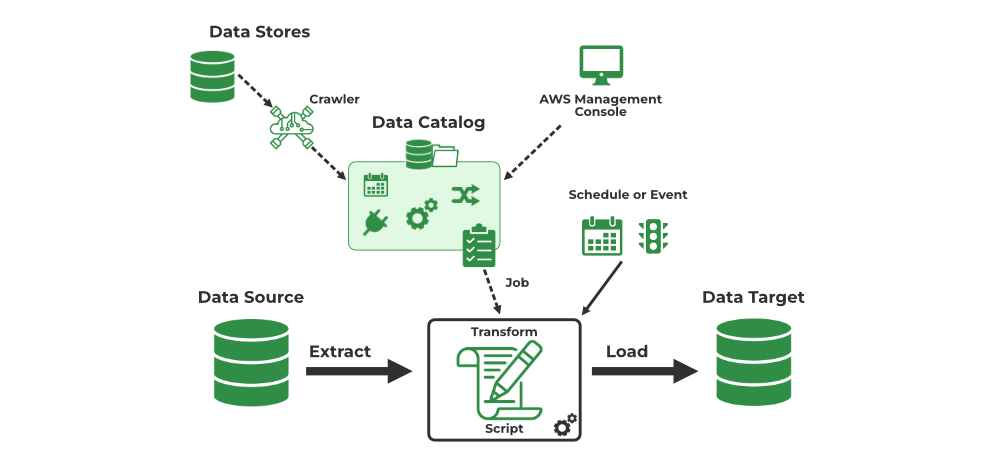 Data Stores
Crawler
AWS Management
Console
Data Catalog
Schedule or Event
Job
Data Source
Data Target
Transform
Extract
Load
Script